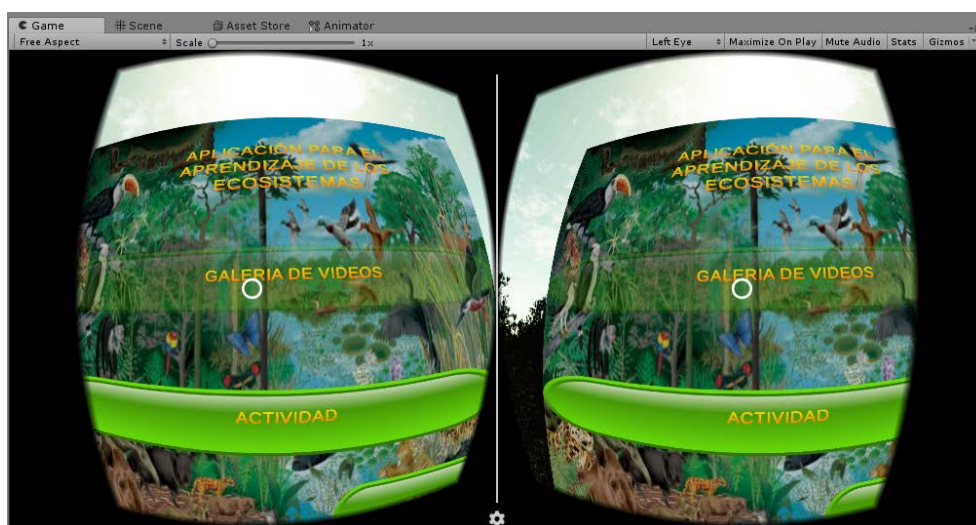 Game
Scene
Asset Store
Animator
Free Aspect
Scale
1x
Left Eye
Maximize On Play
Mute Audio
Stats
Gizmos
APLICACIÓN PARA EL
APRENDIZAJE DE LOS
ECOSISTEMAS
GALERIA DE VIDEOS
ACTIVIDAD
APLICACIÓN PARA EL
APRENDIZAJE DE LOS
ECOSISTEMAS
GALERIA DE VIDEOS
ACTIVIDAD